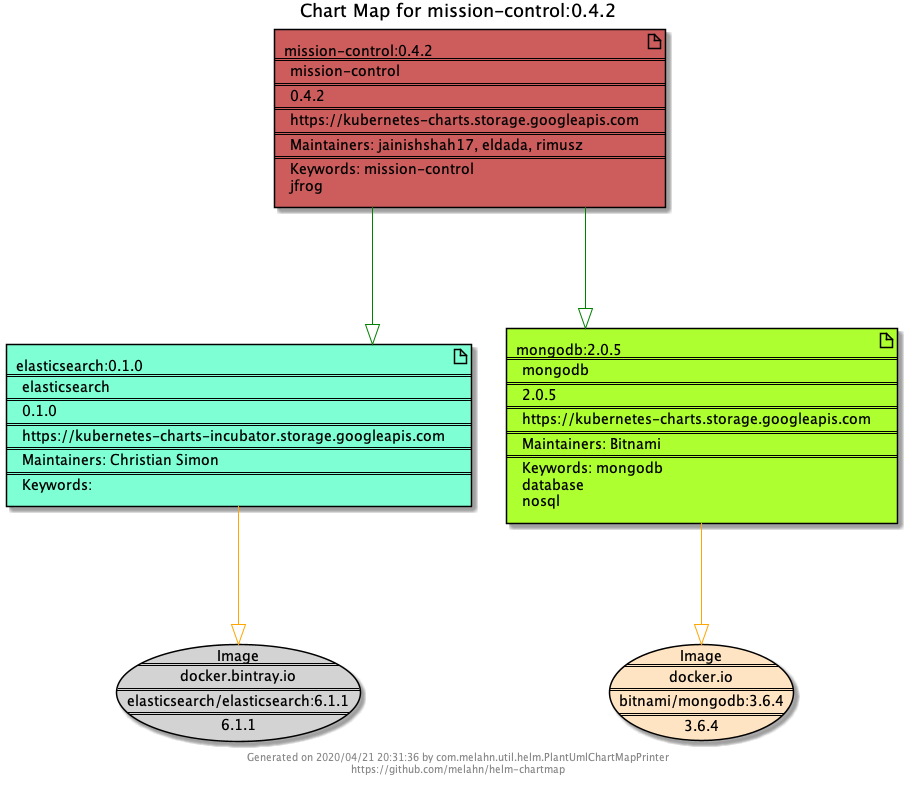 Chart Map for mission-control:0.4.2
mission-control:0.4.2
mission-control
0.4.2
https://kubernetes-charts.storage.googleapis.com
Maintainers: jainishshah17, eldada, rimusz
Keywords: mission-control
jfrog
elasticsearch:0.1.0
elasticsearch
0.1.0
https://kubernetes-charts-incubator.storage.googleapis.com
Maintainers: Christian Simon
Keywords:
mongodb:2.0.5
mongodb
2.0.5
https://kubernetes-charts.storage.googleapis.com
Maintainers: Bitnami
Keywords: mongodb
database
nosql
Image
docker.bintray.io
elasticsearch/elasticsearch:6.1.1
6.1.1
Image
docker.io
bitnami/mongodb:3.6.4
3.6.4
Generated on 2020/04/21 20:31:36 by com.melahn.util.helm.PlantUmlChartMapPrinter
https://github.com/melahn/helm-chartmap